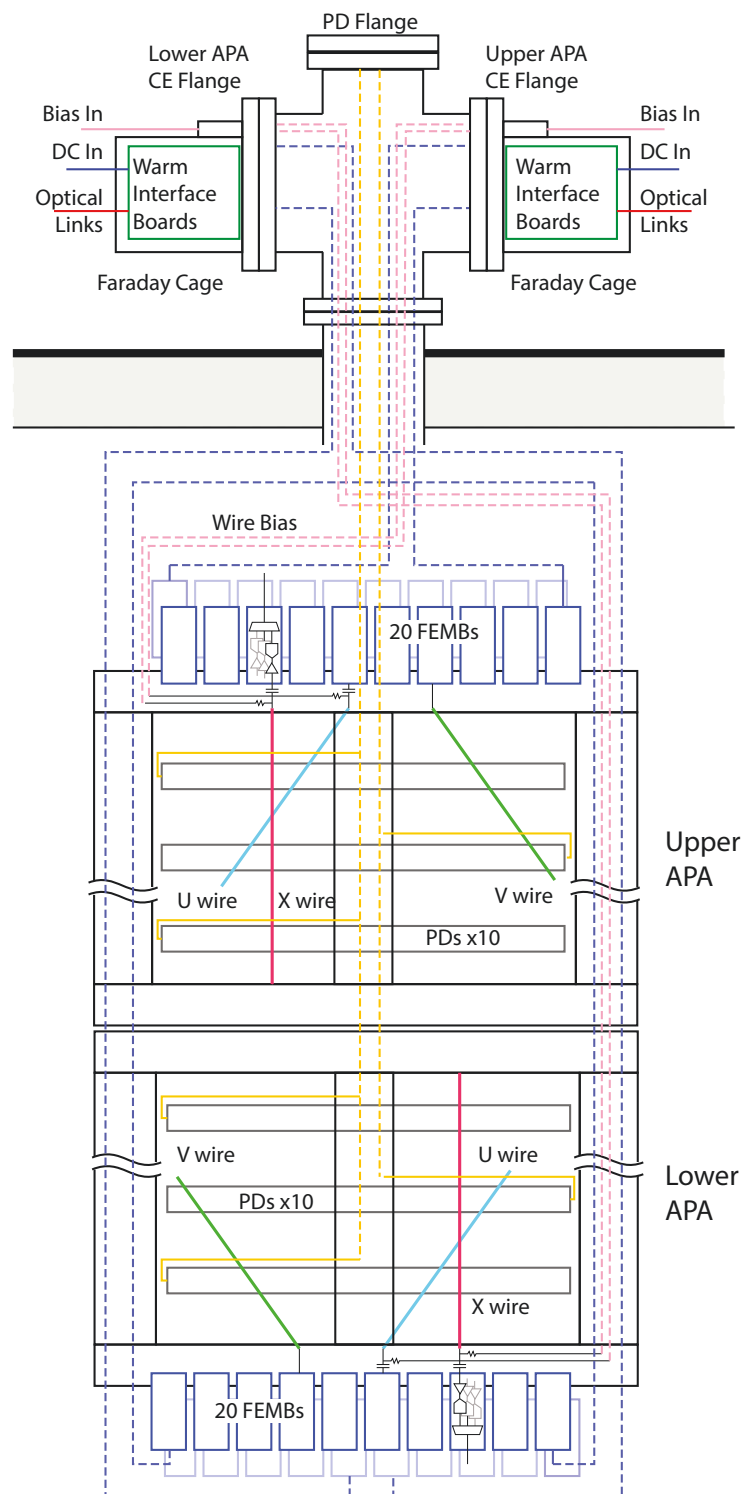 PD Flange
Lower APA
CE Flange
Upper APA
CE Flange
Bias In
DC In
Optical
Links
Warm
Interface
Boards
Faraday Cage
Warm
Interface
Boards
Bias In
DC In
Optical
Links
Faraday Cage
Wire Bias
20 FEMBs
U wire
X wire
V wire
PDs x10
Upper
APA
V wire
U wire
PDs x10
X wire
Lower
APA
20 FEMBs